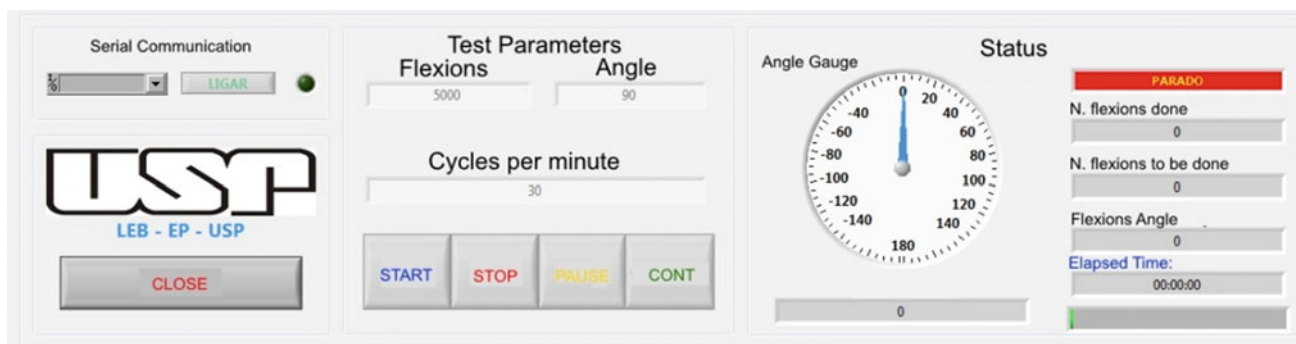 Serial Communication
LIGAR
USP
LEB - EP - USP
CLOSE
Test Parameters
Flexions
Angle
5000
90
Cycles per minute
30
START
STOP
PAUSE
CONT
Status
Angle Gauge
0
20
40
60
80
100
120
140
180
-140
-120
-100
-80
-60
-40
0
PARADO
N. flexions done
0
N. flexions to be done
0
Flexions Angle
0
Elapsed Time:
00:00:00